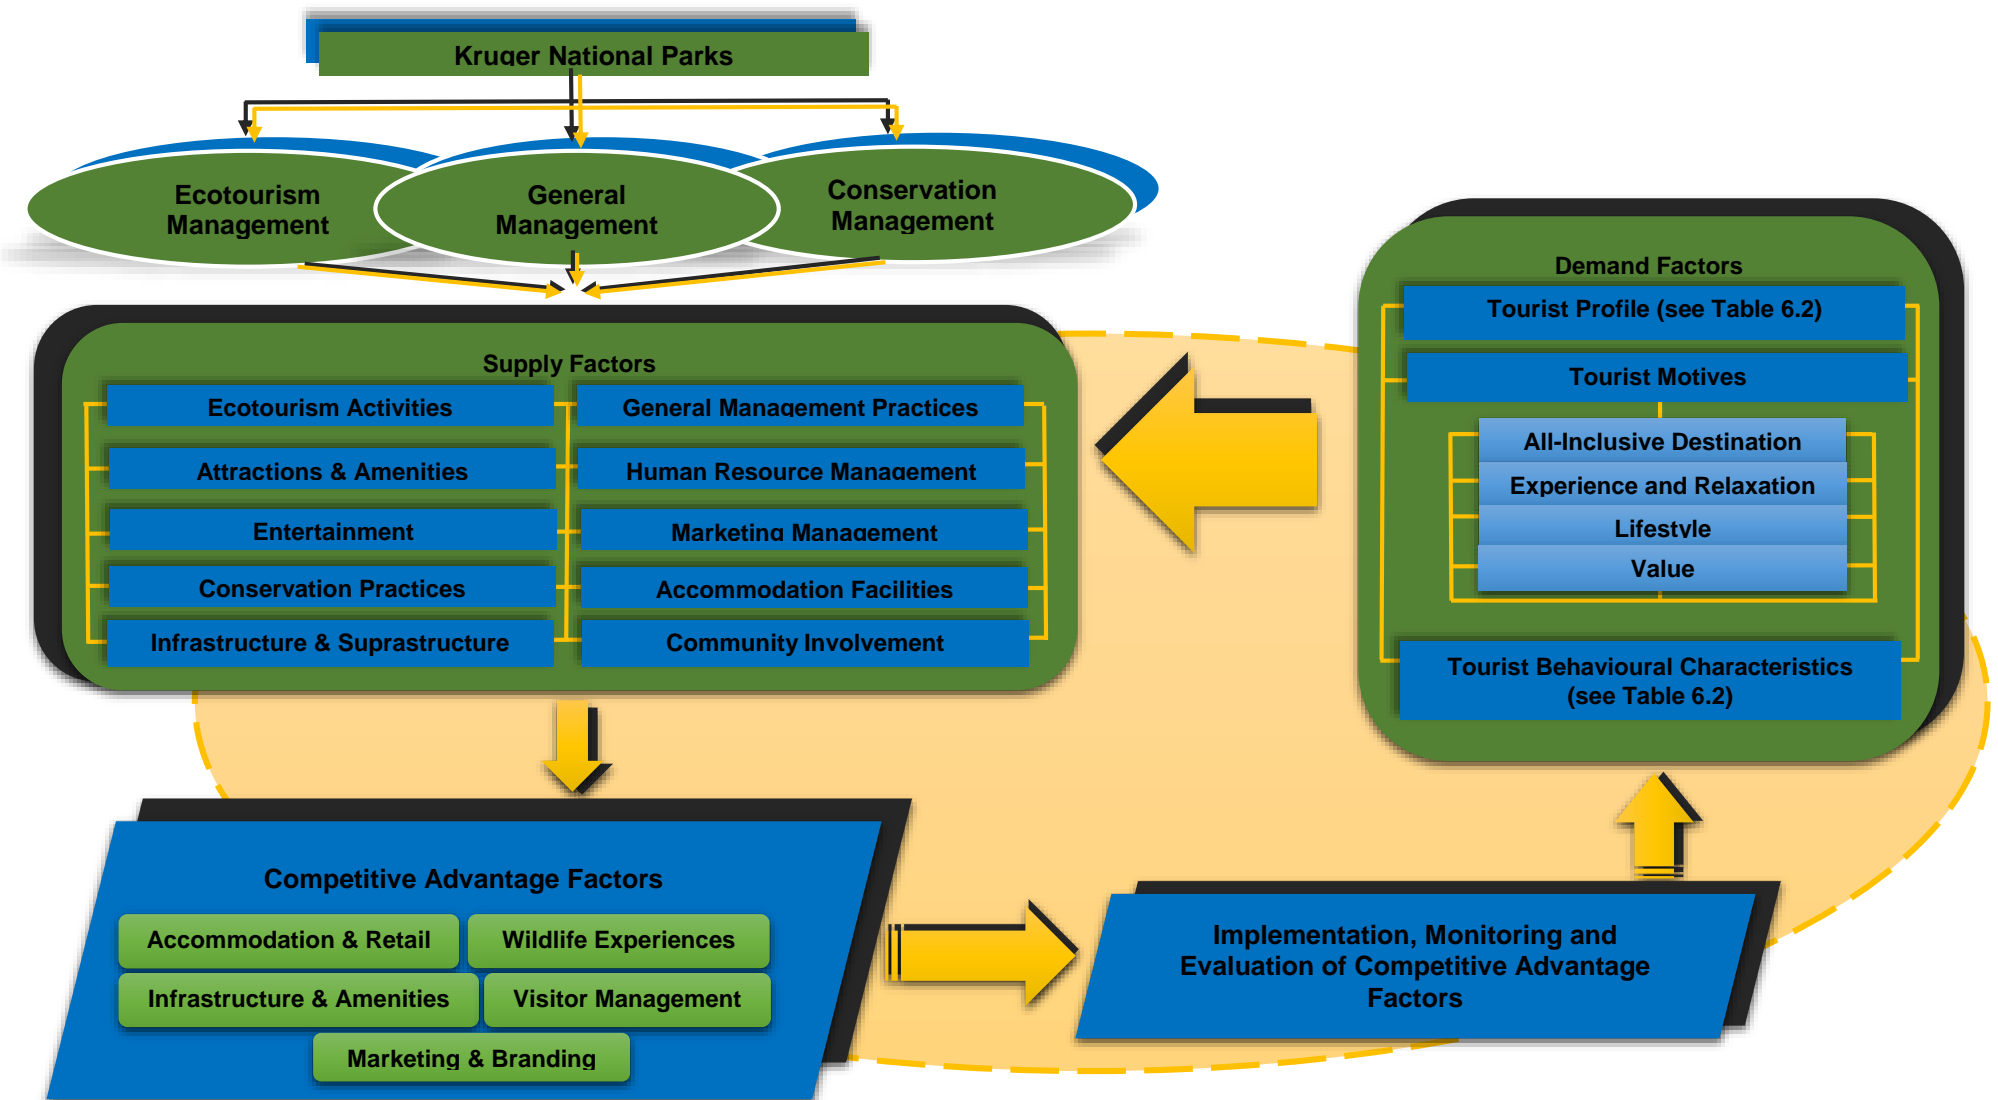 Kruger National Parks
Ecotourism
Management
General
Management
Conservation
Management
Supply Factors
Ecotourism Activities
General Management Practices
Attractions & Amenities
Human Resource Management
Entertainment
Marketing Management
Conservation Practices
Accommodation Facilities
Infrastructure & Suprastructure
Community Involvement
Demand Factors
Tourist Profile (see Table 6.2)
Tourist Motives
All-Inclusive Destination
Experience and Relaxation
Lifestyle
Value
Tourist Behavioural Characteristics
(see Table 6.2)
Competitive Advantage Factors
Accommodation & Retail
Wildlife Experiences
Infrastructure & Amenities
Visitor Management
Marketing & Branding
Implementation, Monitoring and
Evaluation of Competitive Advantage
Factors